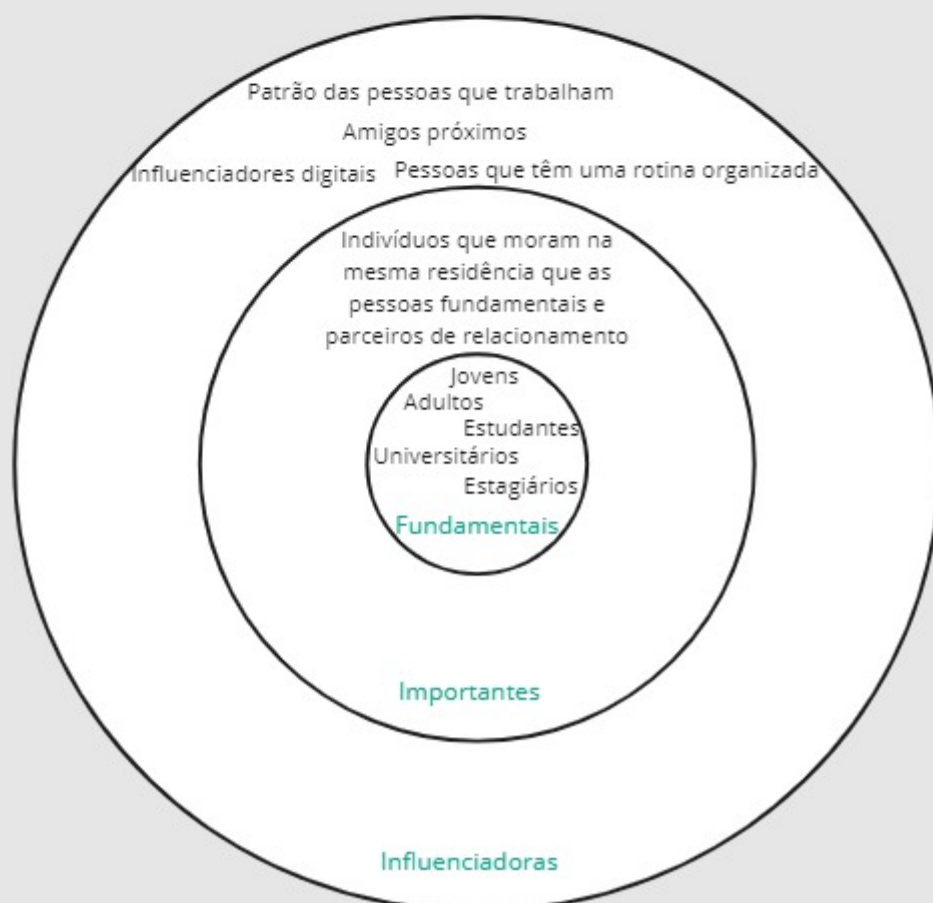 Patrão das pessoas que trabalham
Amigos próximos
Influenciadores digitais
Pessoas que têm uma rotina organizada
Indivíduos que moram na
mesma residência que as
pessoas fundamentais e
parceiros de relacionamento
Jovens
Adultos
Estudantes
Universitários
Estagiários
Fundamentais
Importantes
Influenciadoras